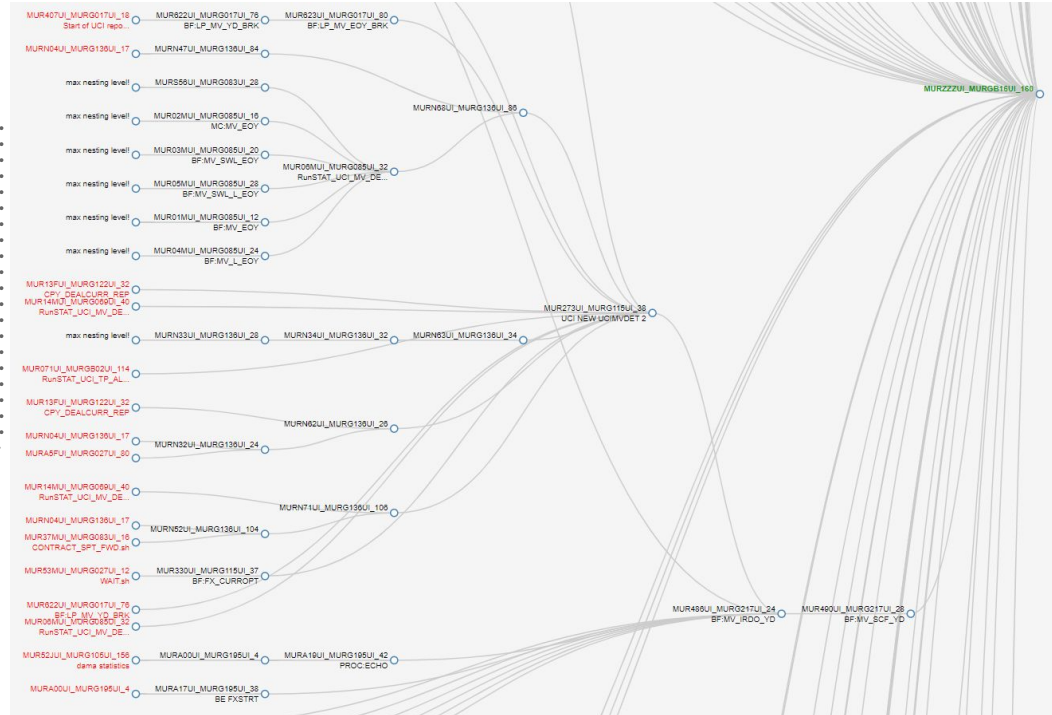 MUR407UI_MURG017UI_18
Start of UCI repo...
MUR622UI_MURG017UI_76
BF:LP_MV_YD_BRK
MUR623UI_MURG017UI_80
BF:LP_MV_EOY_BRK
MURN04UI_MURG136UI_17
MURN47UI_MURG136UI_84
max nesting level!
MURS56UI_MURG083UI_28
MURZZZUI_MURGB16UI_160
MURN68UI_MURG136UI_86
max nesting level!
MUR02MUI_MURG085UI_16
MC:MV_EOY
max nesting level!
MUR03MUI_MURG085UI_20
BF:MV_SWL_EOY
MUR06MUI_MURG085UI_32
RunSTAT_UCI_MV_DE...
max nesting level!
MUR05MUI_MURG085UI_28
BF:MV_SWL_L_EOY
max nesting level!
MUR01MUI_MURG085UI_12
BF:MV_EOY
max nesting level!
MUR04MUI_MURG085UI_24
BF:MV_L_EOY
MUR13FUI_MURG122UI_32
CPY_DEALCURR_REP
MUR14MUI_MURG069UI_40
RunSTAT_UCI_MV_DE...
MUR273UI_MURG115UI_38
UCI NEW UCIMVDET 2
max nesting level!
MURN33UI_MURG136UI_28
MURN34UI_MURG136UI_32
MURN63UI_MURG136UI_34
MUR071UI_MURGB02UI_114
RunSTAT_UCI_TP_AL...
MUR13FUI_MURG122UI_32
CPY_DEALCURR_REP
MURN62UI_MURG136UI_26
MURN04UI_MURG136UI_17
MURN32UI_MURG136UI_24
MURA5FUI_MURG027UI_80
MUR14MUI_MURG069UI_40
RunSTAT_UCI_MV_DE...
MURN71UI_MURG136UI_106
MURN04UI_MURG136UI_17
MURN52UI_MURG136UI_104
MUR37MUI_MURG083UI_16
CONTRACT_SPT_FWD.sh
MUR53MUI_MURG027UI_12
WAIT.sh
MUR330UI_MURG115UI_37
BF:FX_CURROPT
MUR622UI_MURG017UI_76
BF:LP_MV_YD_BRK
MUR06MUI_MURG085UI_32
RunSTAT_UCI_MV_DE...
MUR486UI_MURG217UI_24
BF:MV_IRDO_YD
MUR490UI_MURG217UI_28
BF:MV_SCF_YD
MUR52JUI_MURG105UI_156
dama statistics
MURA00UI_MURG195UI_4
MURA19UI_MURG195UI_42
PROC:ECHO
MURA00UI_MURG195UI_4
MURA17UI_MURG195UI_38
BE FXSTRT